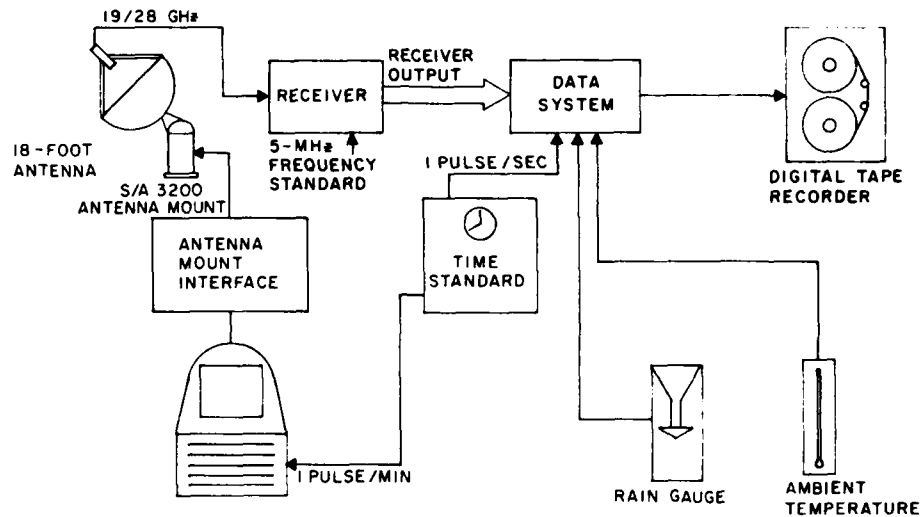 19/28 GHz
RECEIVER
OUTPUT
RECEIVER
DATA
SYSTEM
18-FOOT
ANTENNA
5-MHz
FREQUENCY
STANDARD
1 PULSE/SEC
DIGITAL TAPE
RECORDER
S/A 3200
ANTENNA MOUNT
ANTENNA
MOUNT
INTERFACE
TIME
STANDARD
1 PULSE/MIN
RAIN GAUGE
AMBIENT
TEMPERATURE